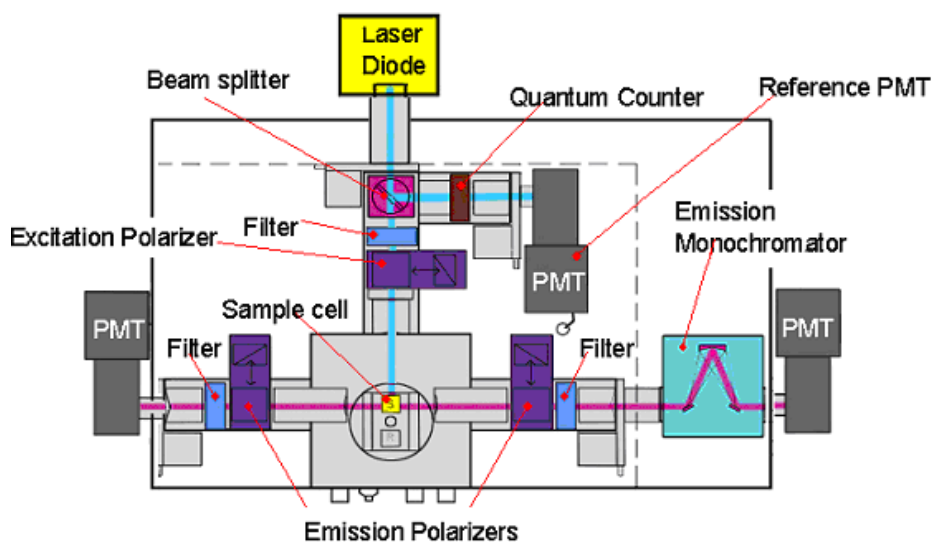 Laser
Diode
Beam splitter
Quantum Counter
Reference PMT
Filter
Excitation Polarizer
Emission
Monochromator
PMT
Sample cell
PMT
PMT
Filter
Filter
S
R
Emission Polarizers